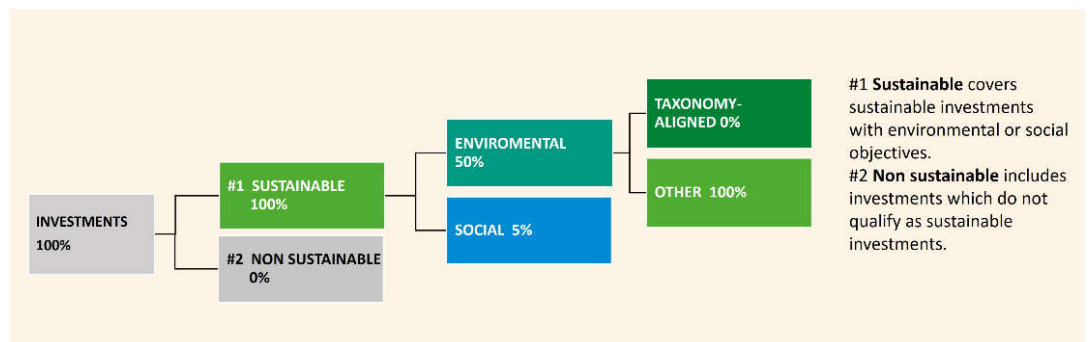 INVESTMENTS
100%
#1 SUSTAINABLE
100%
#2 NON SUSTAINABLE
0%
ENVIROMENTAL
50%
SOCIAL 5%
TAXONOMY-
ALIGNED 0%
OTHER 100%
#1 Sustainable covers
sustainable investments
with environmental or social
objectives.
#2 Non sustainable includes
investments which do not
qualify as sustainable
investments.